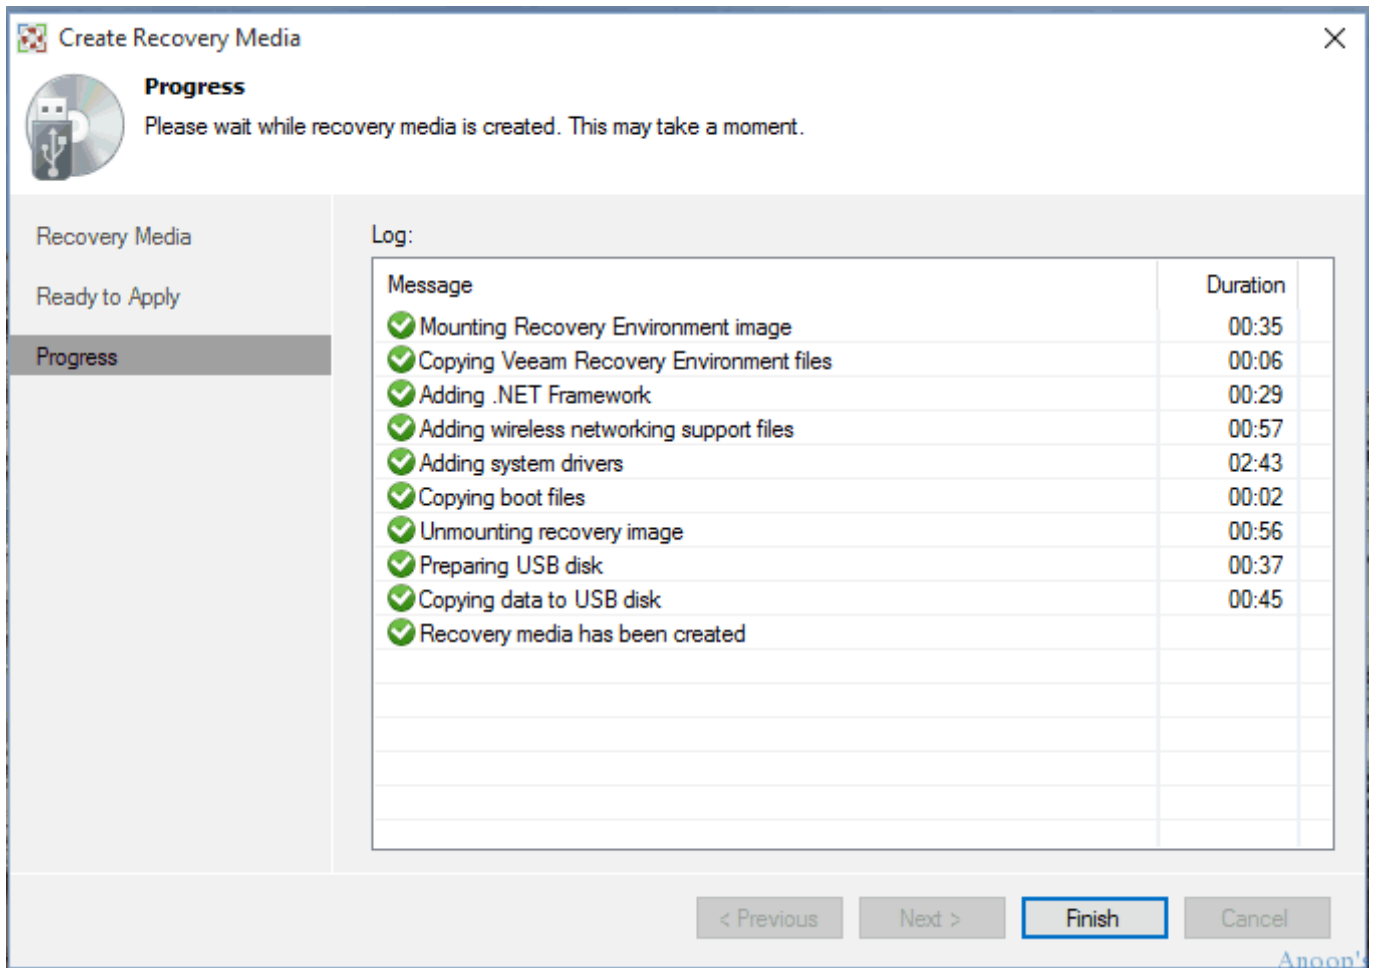 Create Recovery Media
Progress
Please wait while recovery media is created. This may take a moment.
Recovery Media
Ready to Apply
Progress
Log:
Message Duration
Mounting Recovery Environment image 00:35
Copying Veeam Recovery Environment files 00:06
Adding .NET Framework 00:29
Adding wireless networking support files 00:57
Adding system drivers 02:43
Copying boot files 00:02
Unmounting recovery image 00:56
Preparing USB disk 00:37
Copying data to USB disk 00:45
Recovery media has been created
< Previous Next > Finish Cancel
Anoop's